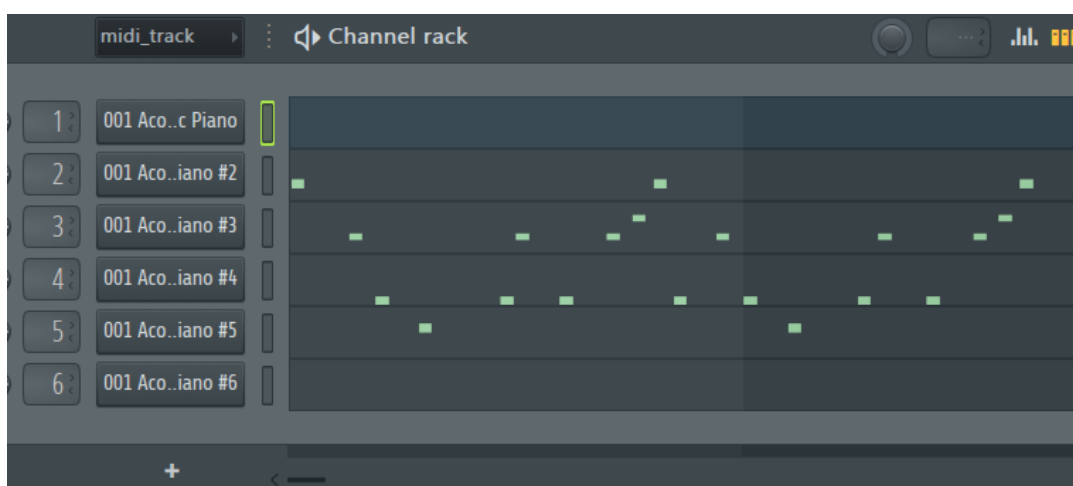 midi_track
Channel rack
...
1 001 Aco..c Piano
2 001 Aco..iano #2
3 001 Aco..iano #3
4 001 Aco..iano #4
5 001 Aco..iano #5
6 001 Aco..iano #6
+